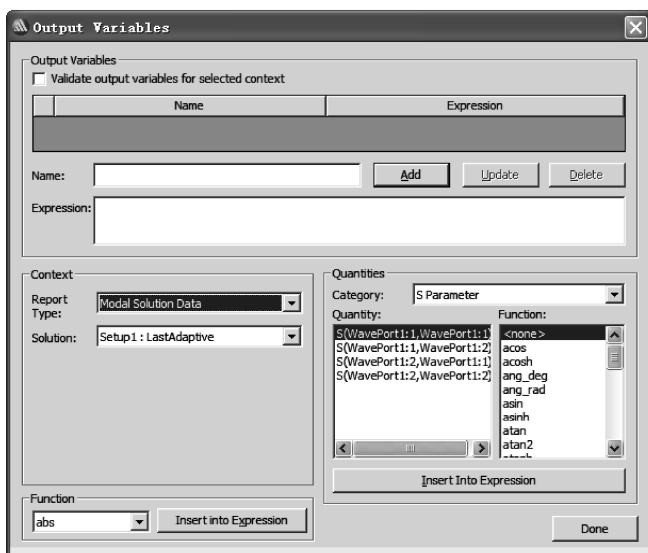 Output Variables
Output Variables
Validate output variables for selected context
Name Expression
Name: Add Update Delete
Expression:
Context
Report Type: Modal Solution Data
Solution: Setup1 : LastAdaptive
Quantities
Category: S Parameter
Quantity: Function:
S(WavePort1:1,WavePort1:1) <none>
S(WavePort1:1,WavePort1:2) acos
S(WavePort1:2,WavePort1:1) acosh
S(WavePort1:2,WavePort1:2) ang_deg
ang_rad
asin
asinh
atan
atan2
Insert Into Expression
Function
abs Insert into Expression
Done